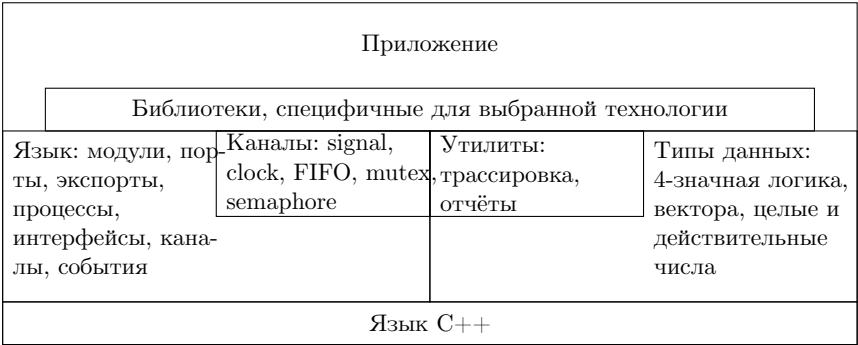 Приложение
Библиотеки, специфичные для выбранной технологии
Язык: модули, пор-
ты, экспорты,
процессы,
интерфейсы, кана-
лы, события
Каналы: signal,
clock, FIFO, mutex,
semaphore
Утилиты:
трассировка,
отчёты
Типы данных:
4-значная логика,
вектора, целые и
действительные
числа
Язык C++